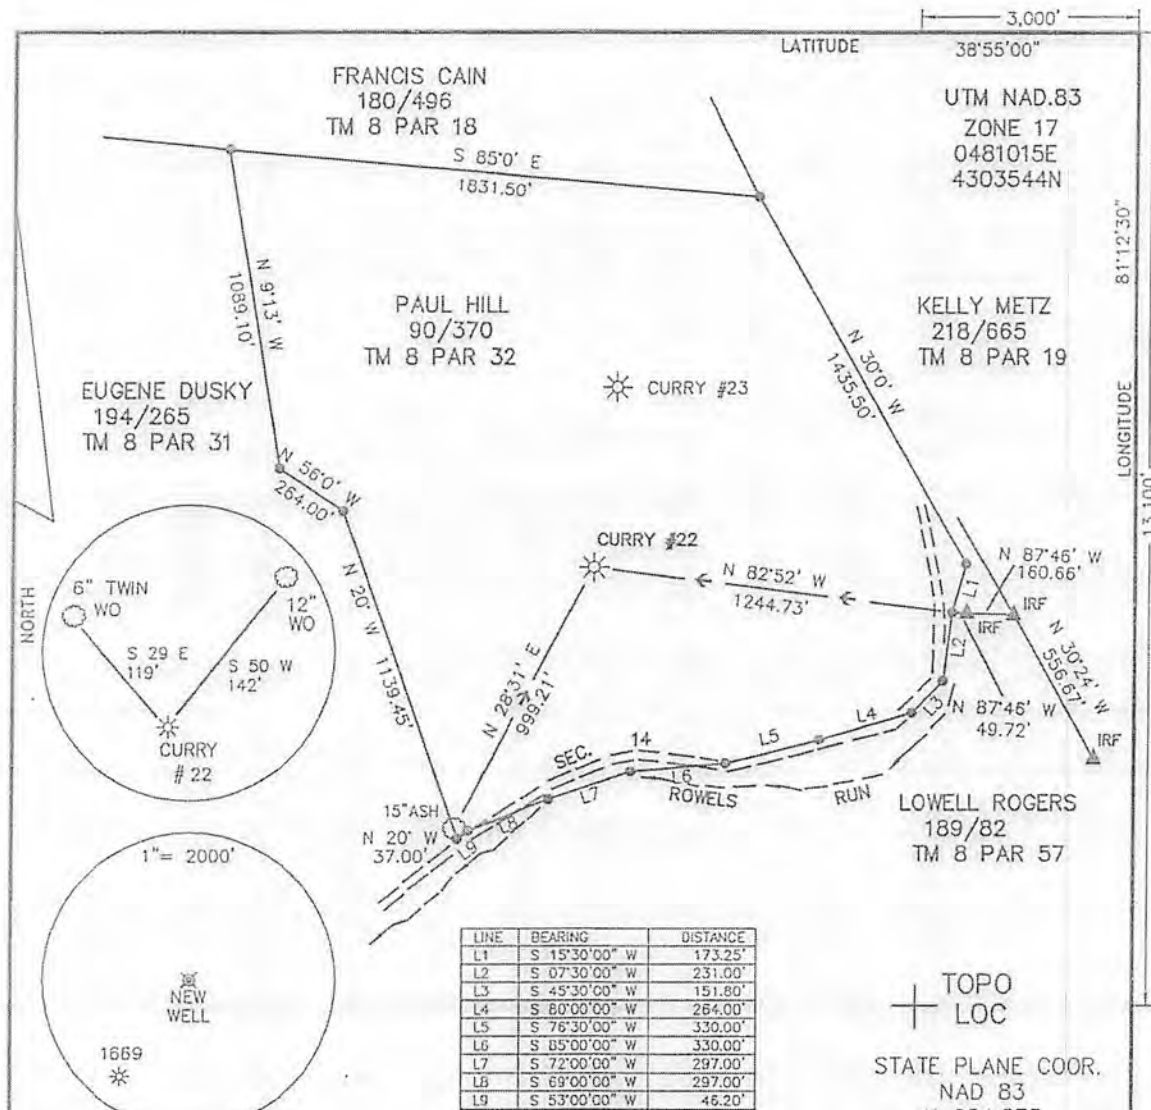 3,000'
LATITUDE 38°55'00"
FRANCIS CAIN
180/496
TM 8 PAR 18
UTM NAD.83
ZONE 17
0481015E
4303544N
S 85°0' E
1831.50'
81°12'30"
LONGITUDE
13,100'
N 9°13' W
1089.10'
PAUL HILL
90/370
TM 8 PAR 32
KELLY METZ
218/665
TM 8 PAR 19
N 30°0' W
1435.50'
CURRY #23
EUGENE DUSKY
194/265
TM 8 PAR 31
N 56°0' W
264.00'
CURRY #22
N 82°52' W
1244.73'
N 87°46' W
160.66'
L1
IRF
IRF
L2
N 30°24' W
556.67'
NORTH
6" TWIN
WO
12"
WO
S 29 E
119'
S 50 W
142'
CURRY
# 22
N 20° W
1139.45'
N 28°31' E
999.21'
L3
N 87°46' W
49.72'
IRF
L4
L5
SEC. 14
L6
L7
ROWELS RUN
L8
L9
15"ASH
N 20° W
37.00'
LOWELL ROGERS
189/82
TM 8 PAR 57
1"= 2000'
NEW
WELL
1669
LINE BEARING DISTANCE
L1 S 15°30'00" W 173.25'
L2 S 07°30'00" W 231.00'
L3 S 45°30'00" W 151.80'
L4 S 80°00'00" W 264.00'
L5 S 76°30'00" W 330.00'
L6 S 85°00'00" W 330.00'
L7 S 72°00'00" W 297.00'
L8 S 69°00'00" W 297.00'
L9 S 53°00'00" W 46.20'
TOPO
LOC
STATE PLANE COOR.
NAD 83